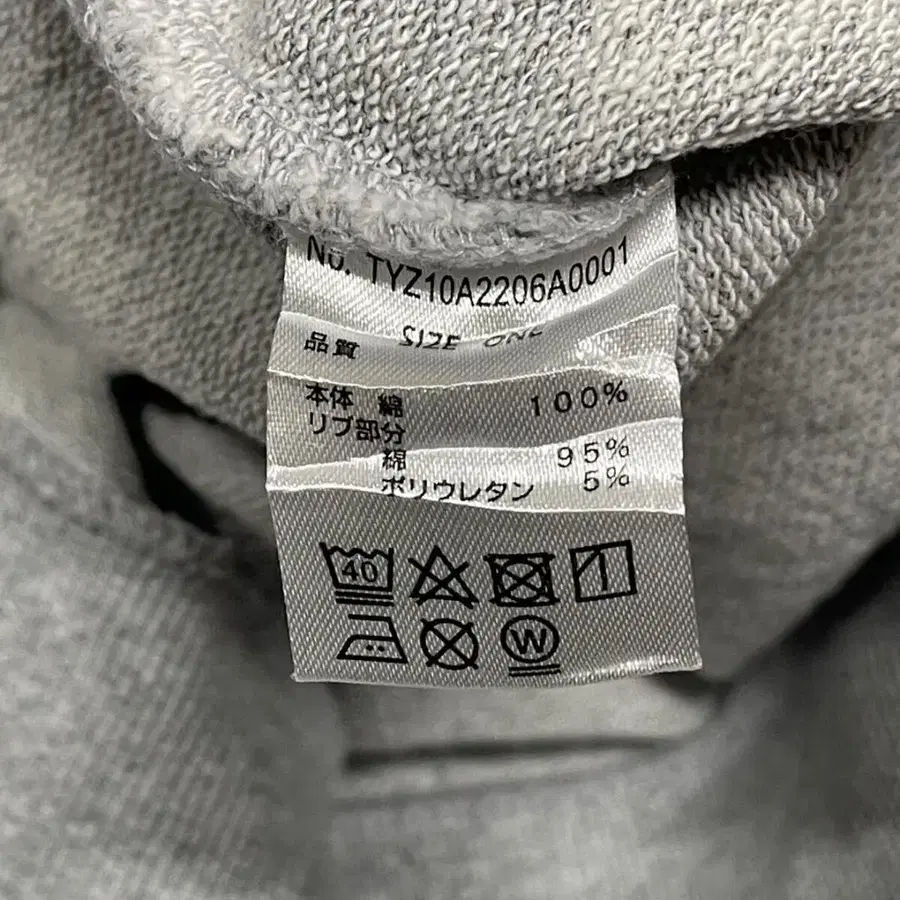 No. TYZ10A2206A0001
SIZE ONE
品質
本体 綿 100%
リブ部分
綿 95%
ポリウレタン 5%
40
W